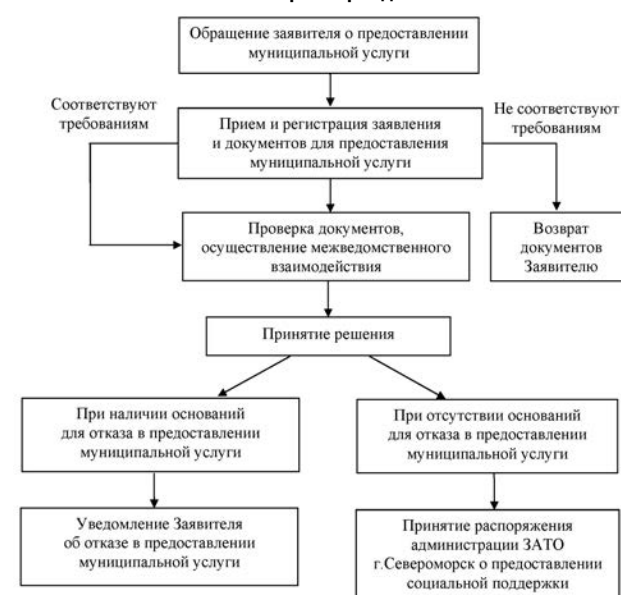 Обращение заявителя о предоставлении
муниципальной услуги
Соответствуют
требованиям
Прием и регистрация заявления
и документов для предоставления
муниципальной услуги
Не соответствуют
требованиям
Проверка документов,
осуществление межведомственного
взаимодействия
Возврат
документов
Заявителю
Принятие решения
При наличии оснований
для отказа в предоставлении
муниципальной услуги
При отсутствии оснований
для отказа в предоставлении
муниципальной услуги
Уведомление Заявителя
об отказе в предоставлении
муниципальной услуги
Принятие распоряжения
администрации ЗАТО
г.Североморск о предоставлении
социальной поддержки